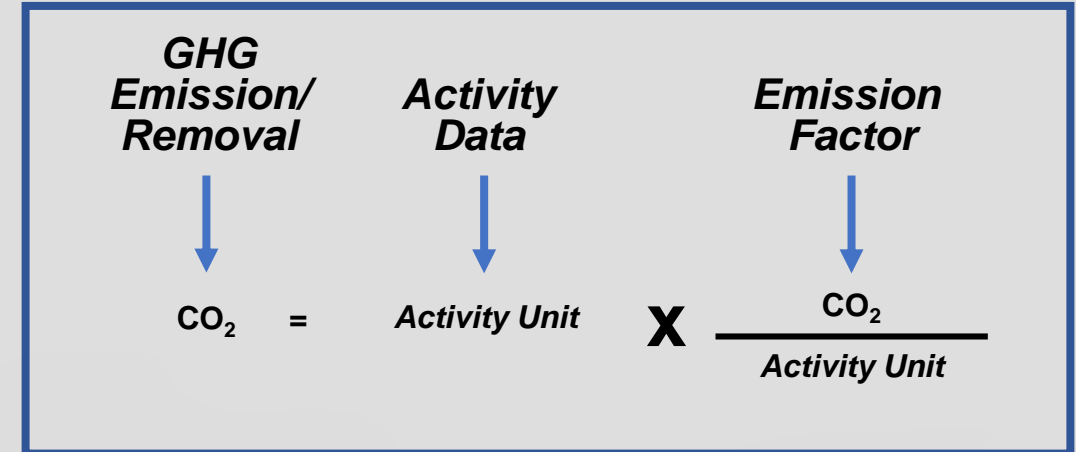 GHG
Emission/
Removal
Activity
Data
Emission
Factor
CO₂ = Activity Unit X CO₂
Activity Unit